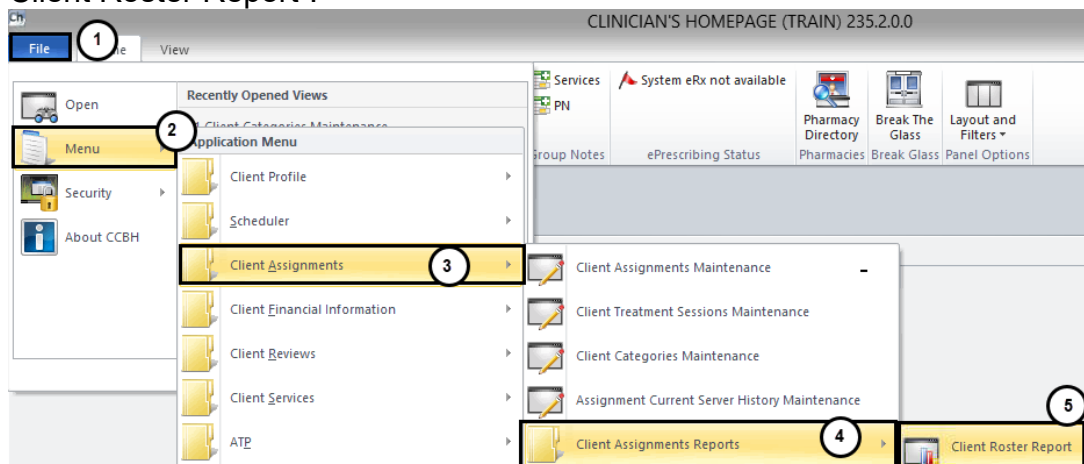 Client Roster Report .
CLINICIAN'S HOMEPAGE (TRAIN) 235.2.0.0
File 1 me View
Open
Menu
Security
About CCBH
2
Recently Opened Views
Client Categories Maintenance
Application Menu
Client Profile
Scheduler
Client Assignments 3
Client Financial Information
Client Reviews
Client Services
ATP
Services
PN
Group Notes
System eRx not available
ePrescribing Status
Pharmacy
Directory
Pharmacies
Break The
Glass
Break Glass
Layout and
Filters
Panel Options
Client Assignments Maintenance -
Client Treatment Sessions Maintenance
Client Categories Maintenance
Assignment Current Server History Maintenance
Client Assignments Reports 4
5
Client Roster Report